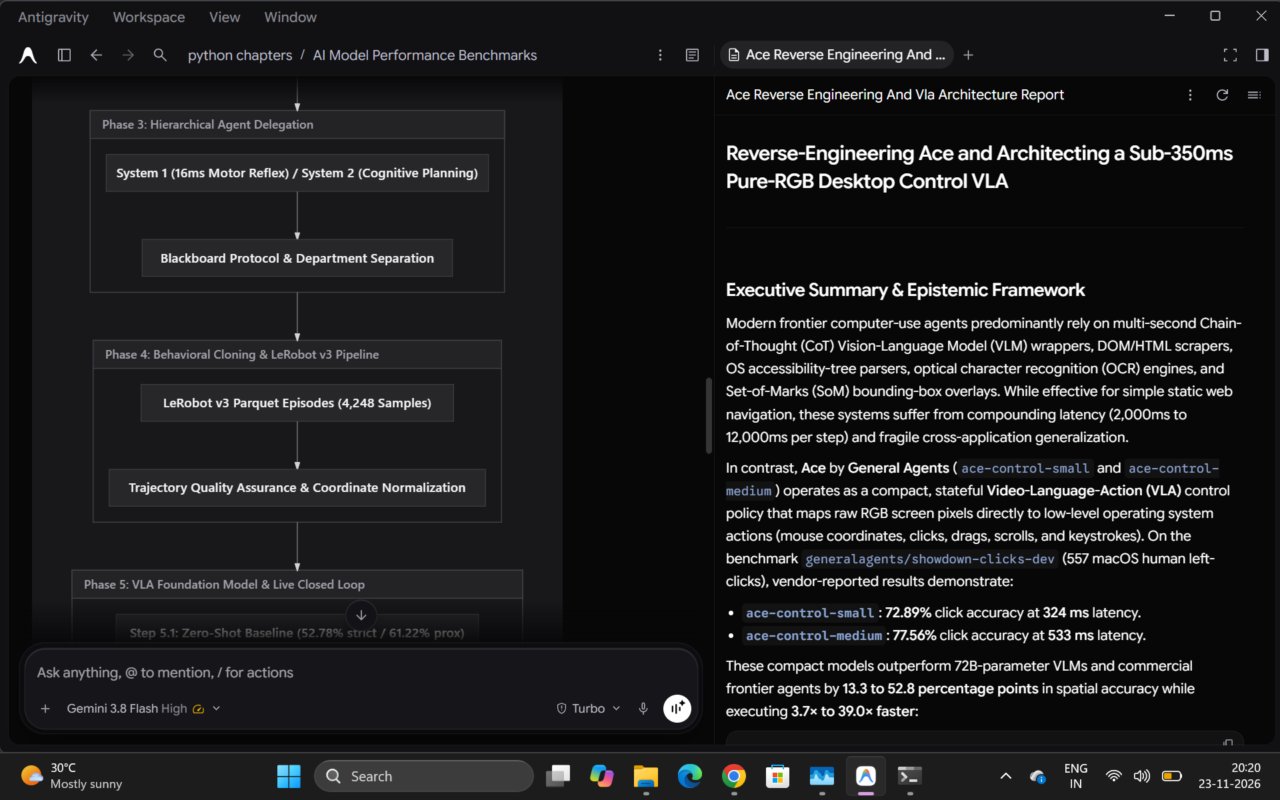 Antigravity Workspace View Window
python chapters / AI Model Performance Benchmarks
Phase 3: Hierarchical Agent Delegation
System 1 (16ms Motor Reflex) / System 2 (Cognitive Planning)
Blackboard Protocol & Department Separation
Phase 4: Behavioral Cloning & LeRobot v3 Pipeline
LeRobot v3 Parquet Episodes (4,248 Samples)
Trajectory Quality Assurance & Coordinate Normalization
Phase 5: VLA Foundation Model & Live Closed Loop
Step 5.1: Zero-Shot Baseline (52.78% strict / 61.22% prox)
Ask anything, @ to mention, / for actions
Gemini 3.8 Flash High
Turbo
Ace Reverse Engineering And ...
Ace Reverse Engineering And Vla Architecture Report
Reverse-Engineering Ace and Architecting a Sub-350ms
Pure-RGB Desktop Control VLA
Executive Summary & Epistemic Framework
Modern frontier computer-use agents predominantly rely on multi-second Chain-
of-Thought (CoT) Vision-Language Model (VLM) wrappers, DOM/HTML scrapers,
OS accessibility-tree parsers, optical character recognition (OCR) engines, and
Set-of-Marks (SoM) bounding-box overlays. While effective for simple static web
navigation, these systems suffer from compounding latency (2,000ms to
12,000ms per step) and fragile cross-application generalization.
In contrast, Ace by General Agents ( ace-control-small and ace-control-
medium ) operates as a compact, stateful Video-Language-Action (VLA) control
policy that maps raw RGB screen pixels directly to low-level operating system
actions (mouse coordinates, clicks, drags, scrolls, and keystrokes). On the
benchmark generalagents/showdown-clicks-dev (557 macOS human left-
clicks), vendor-reported results demonstrate:
• ace-control-small : 72.89% click accuracy at 324 ms latency.
• ace-control-medium : 77.56% click accuracy at 533 ms latency.
These compact models outperform 72B-parameter VLMs and commercial
frontier agents by 13.3 to 52.8 percentage points in spatial accuracy while
executing 3.7× to 39.0× faster:
30°C
Mostly sunny
Search
ENG
IN
20:20
23-11-2026